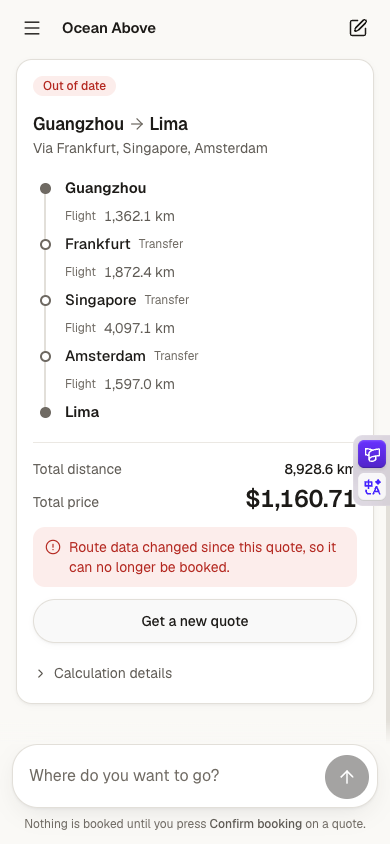 Ocean Above
Out of date
Guangzhou → Lima
Via Frankfurt, Singapore, Amsterdam
Guangzhou
Flight 1,362.1 km
Frankfurt Transfer
Flight 1,872.4 km
Singapore Transfer
Flight 4,097.1 km
Amsterdam Transfer
Flight 1,597.0 km
Lima
Total distance 8,928.6 km
Total price $1,160.71
Route data changed since this quote, so it
can no longer be booked.
Get a new quote
Calculation details
Where do you want to go?
Nothing is booked until you press Confirm booking on a quote.